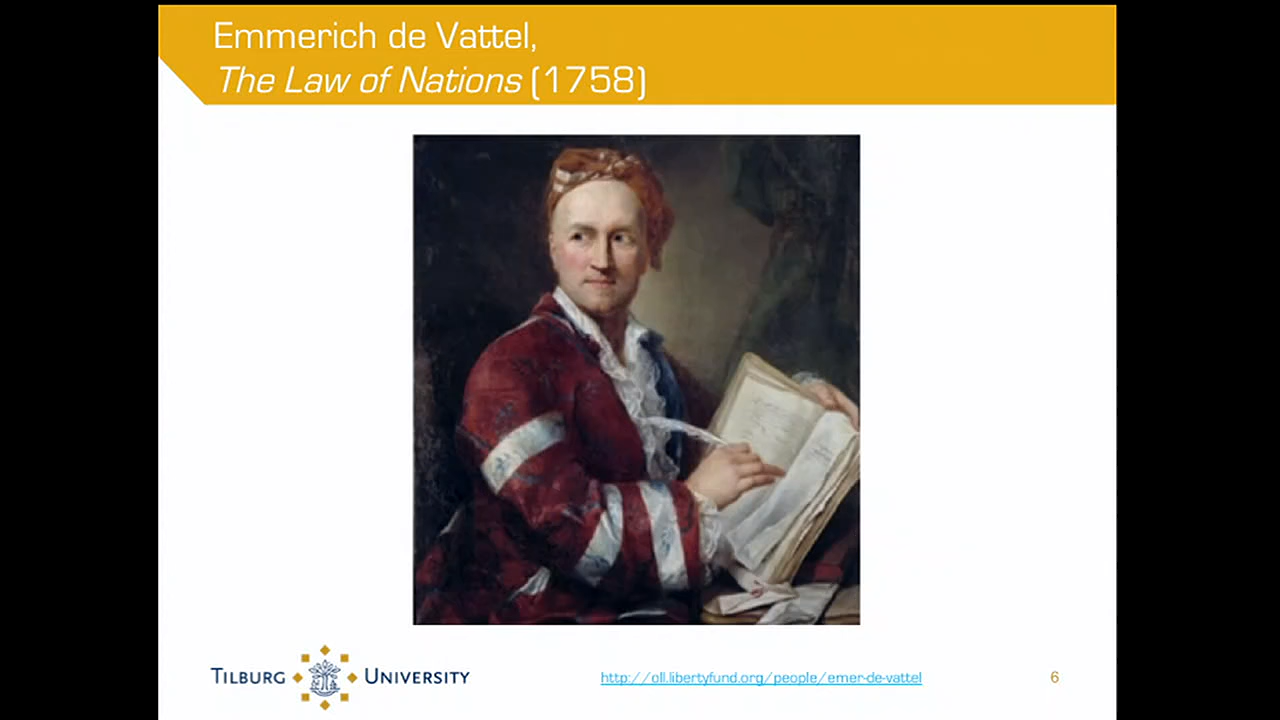 Emmerich de Vattel,
The Law of Nations (1758)
TILBURG UNIVERSITY
http://oll.libertyfund.org/people/emer-de-vattel
6